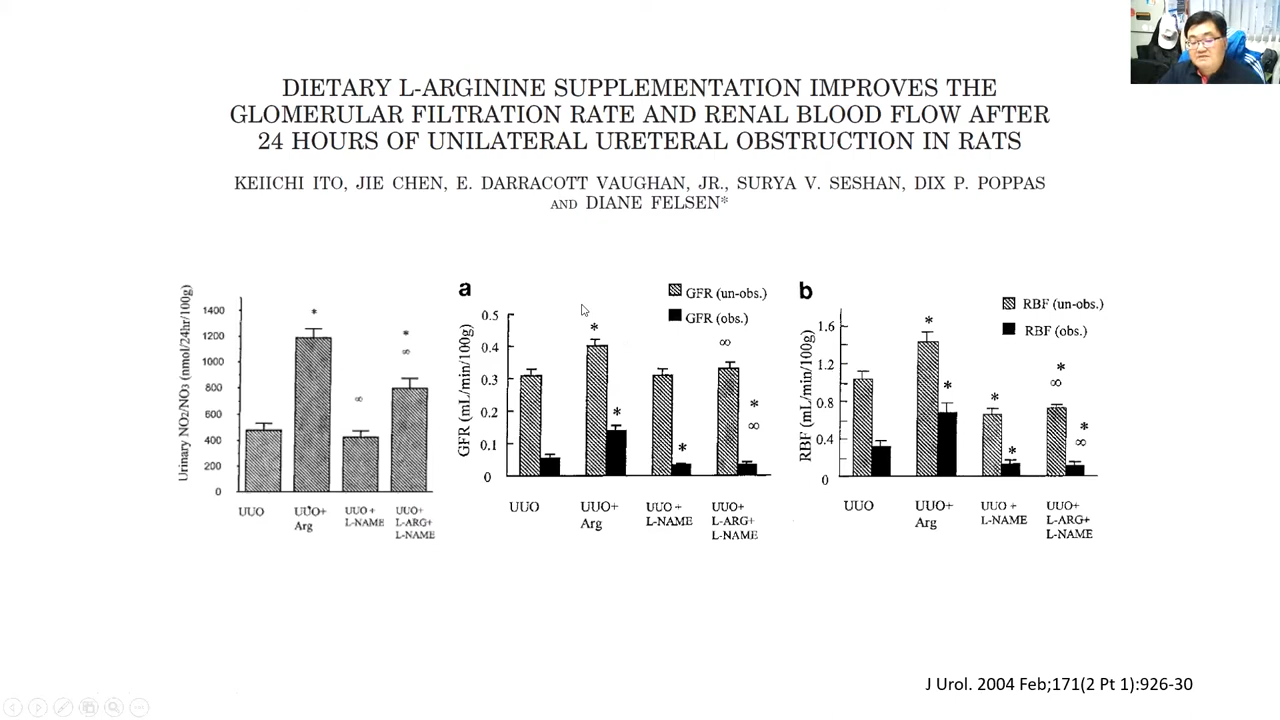 DIETARY L-ARGININE SUPPLEMENTATION IMPROVES THE
GLOMERULAR FILTRATION RATE AND RENAL BLOOD FLOW AFTER
24 HOURS OF UNILATERAL URETERAL OBSTRUCTION IN RATS
KEIICHI ITO, JIE CHEN, E. DARRACOTT VAUGHAN, JR., SURYA V. SESHAN, DIX P. POPPAS
AND DIANE FELSEN*
Urinary NO2/NO3 (nmol/24hr/100g)
1400
1200
1000
800
600
400
200
0
*
∞
*
∞
UUO
UUO+
Arg
UUO +
L-NAME
UUO+
L-ARG+
L-NAME
a
GFR (un-obs.)
GFR (obs.)
GFR (mL/min/100g)
0.5
0.4
0.3
0.2
0.1
0
*
*
*
∞
*
∞
UUO
UUO+
Arg
UUO +
L-NAME
UUO+
L-ARG+
L-NAME
b
RBF (un-obs.)
RBF (obs.)
RBF (mL/min/100g)
1.6
1.2
0.8
0.4
0
*
*
*
*
*
∞
*
∞
UUO
UUO+
Arg
UUO +
L-NAME
UUO+
L-ARG+
L-NAME
J Urol. 2004 Feb;171(2 Pt 1):926-30